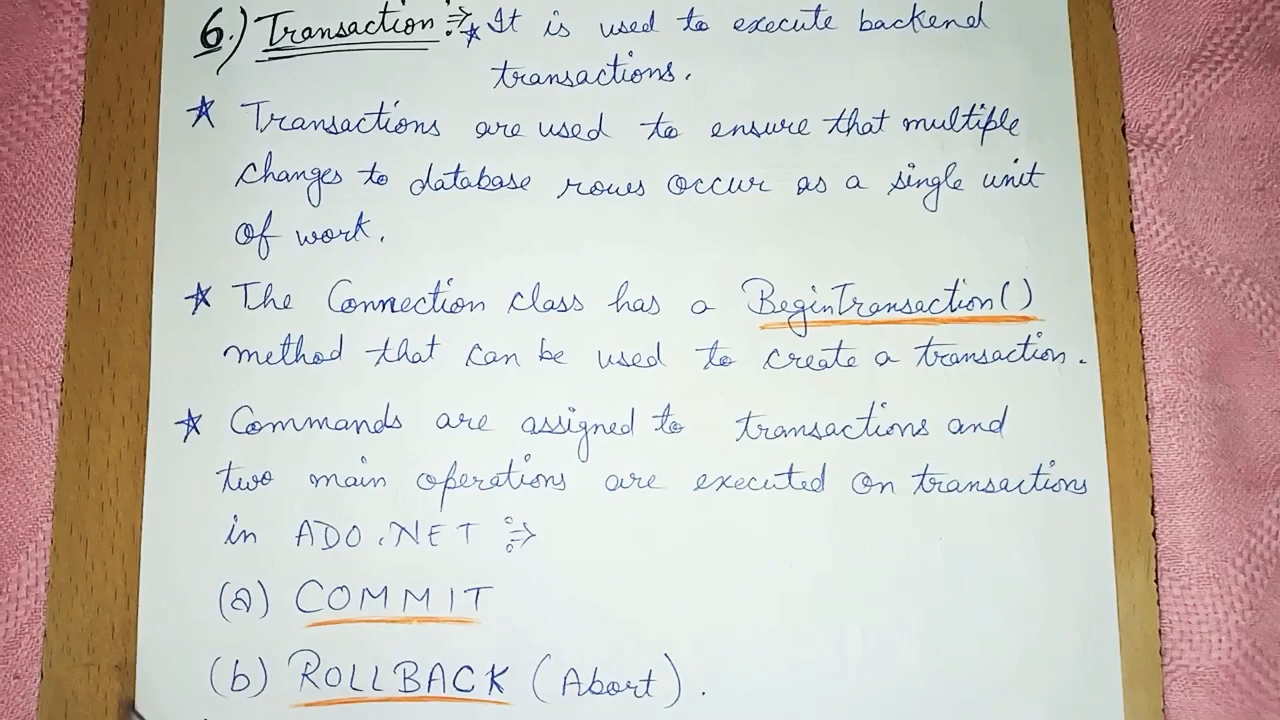 6.) Transaction :⇒ ★ It is used to execute backend
transactions.
★ Transactions are used to ensure that multiple
changes to database rows occur as a single unit
of work.
★ The Connection class has a BeginTransaction()
method that can be used to create a transaction.
★ Commands are assigned to transactions and
two main operations are executed on transactions
in ADO.NET :⇒
(a) COMMIT
(b) ROLLBACK (Abort).